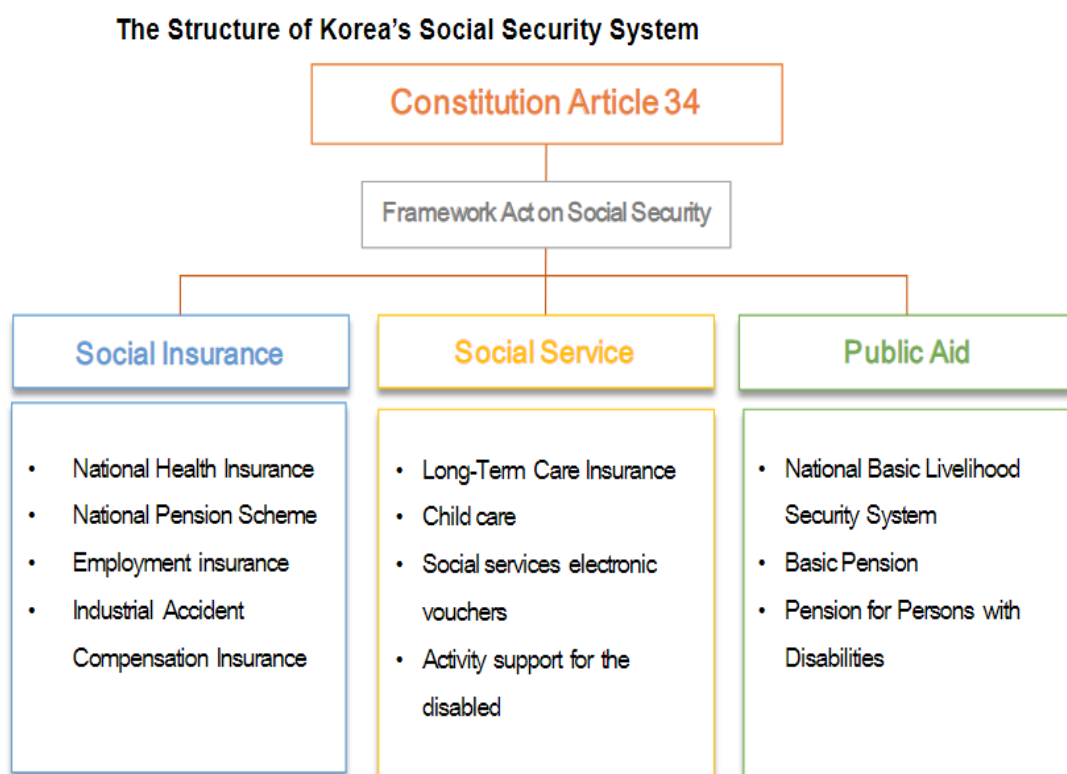 The Structure of Korea's Social Security System
Constitution Article 34
Framework Act on Social Security
Social Insurance
• National Health Insurance
• National Pension Scheme
• Employment insurance
• Industrial Accident
Compensation Insurance
Social Service
• Long-Term Care Insurance
• Child care
• Social services electronic
vouchers
• Activity support for the
disabled
Public Aid
• National Basic Livelihood
Security System
• Basic Pension
• Pension for Persons with
Disabilities